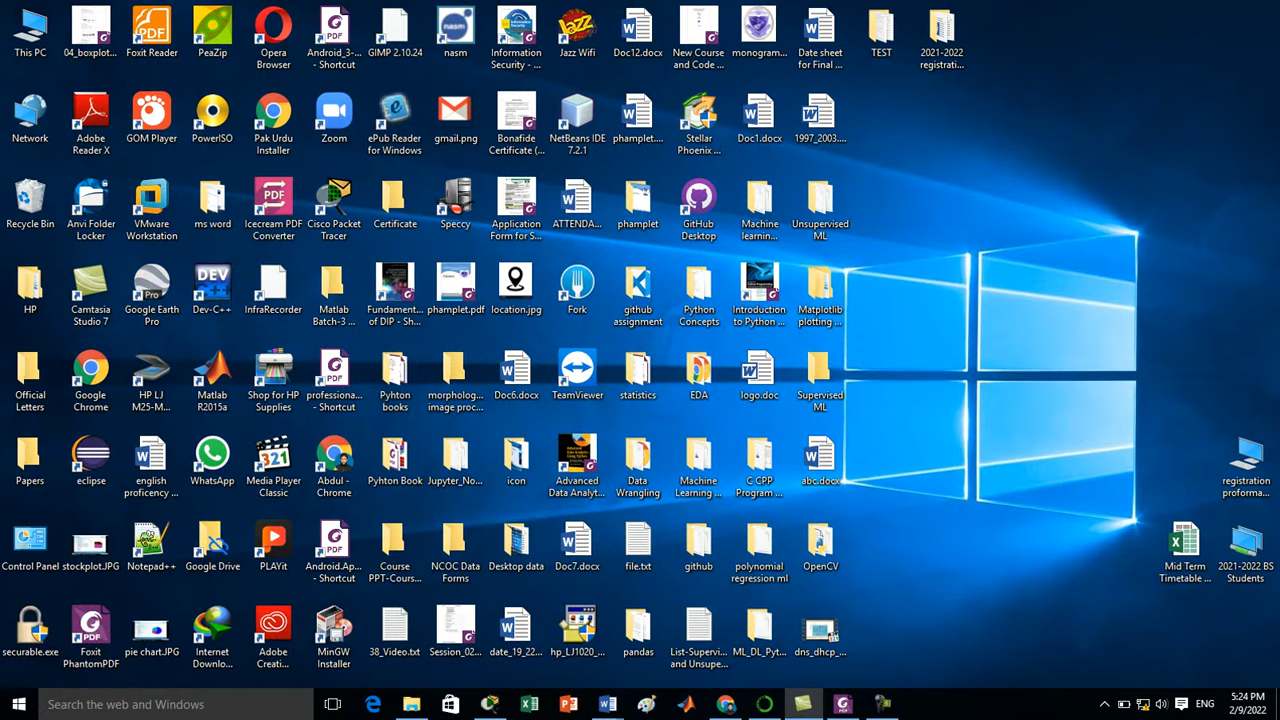 This PC
04_boxplot...
Foxit Reader
PeaZip
Opera
Browser
Android_3-...
- Shortcut
GIMP 2.10.24
nasm
Information
Security - ...
Jazz Wifi
Doc12.docx
New Course
and Code ...
monogram...
Date sheet
for Final ...
TEST
2021-2022
registrati...
Network
Adobe
Reader X
GOM Player
PowerISO
Pak Urdu
Installer
Zoom
ePub Reader
for Windows
gmail.png
Bonafide
Certificate (...
NetBeans IDE
7.2.1
phamplet....
Stellar
Phoenix ...
Doc1.docx
1997_2003....
Recycle Bin
Anvi Folder
Locker
VMware
Workstation
ms word
Icecream PDF
Converter
Cisco Packet
Tracer
Certificate
Speccy
Application
Form for S...
ATTENDA...
phamplet
GitHub
Desktop
Machine
learnin...
Unsupervised
ML
HP
Camtasia
Studio 7
Google Earth
Pro
Dev-C++
InfraRecorder
Matlab
Batch-3 ...
Fundament...
of DIP - Sh...
phamplet.pdf
location.jpg
Fork
github
assignment
Python
Concepts
Introduction
to Python ...
Matplotlib
plotting ...
Official
Letters
Google
Chrome
HP LJ
M25-M...
Matlab
R2015a
Shop for HP
Supplies
professiona...
- Shortcut
Pyhton
books
morpholog...
image proc...
Doc6.docx
TeamViewer
statistics
EDA
logo.doc
Supervised
ML
Papers
eclipse
english
proficency ...
WhatsApp
Media Player
Classic
Abdul -
Chrome
Pyhton Book
Jupyter_No...
icon
Advanced
Data Analyt...
Data
Wrangling
Machine
Learning ...
C CPP
Program ...
abc.docx
registration
proforma...
Control Panel
stockplot.JPG
Notepad++
Google Drive
PLAYit
Android.Ap...
- Shortcut
Course
PPT-Cours...
NCOC Data
Forms
Desktop data
Doc7.docx
file.txt
github
polynomial
regression ml
OpenCV
Mid Term
Timetable ...
2021-2022 BS
Students
securable.exe
Foxit
PhantomPDF
pie chart.JPG
Internet
Downlo...
Adobe
Creati...
MinGW
Installer
38_Video.txt
Session_02...
date_19_22...
hp_LJ1020_...
pandas
List-Supervi...
and Unsupe...
ML_DL_Pyt...
dns_dhcp_...
Search the web and Windows
ENG
5:24 PM
2/9/2022